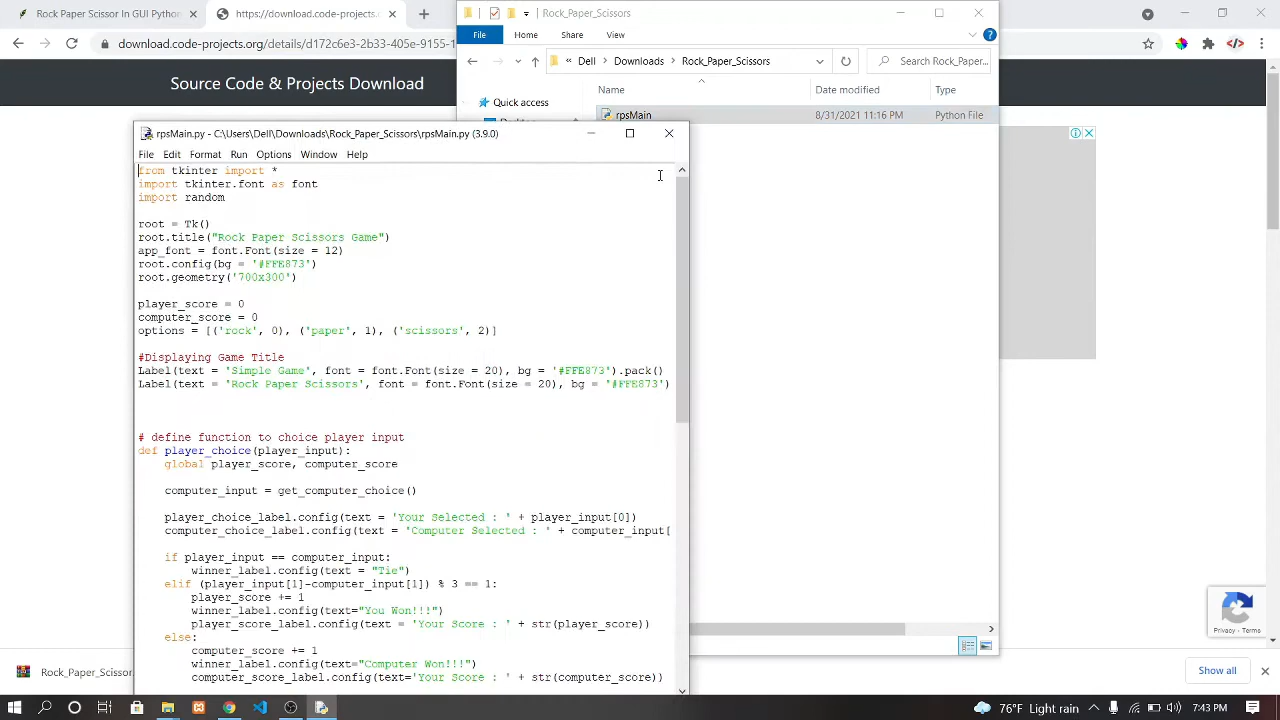 Rock Paper Scissor In GUI Python
https://download.code-projects.
download.code-projects.org/detail/d172c6e3-2b33-405e-9155-1
Source Code & Projects Download
Rock_Paper_Scissors
File Home Share View
« Dell Downloads Rock_Paper_Scissors
Search Rock_Paper...
Name Date modified Type
Quick access
rpsMain 8/31/2021 11:16 PM Python File
rpsMain.py - C:\Users\Dell\Downloads\Rock_Paper_Scissors\rpsMain.py (3.9.0)
File Edit Format Run Options Window Help
from tkinter import *
import tkinter.font as font
import random
root = Tk()
root.title("Rock Paper Scissors Game")
app_font = font.Font(size = 12)
root.config(bg = '#FFE873')
root.geometry('700x300')
player_score = 0
computer_score = 0
options = [('rock', 0), ('paper', 1), ('scissors', 2)]
#Displaying Game Title
Label(text = 'Simple Game', font = font.Font(size = 20), bg = '#FFE873').pack()
Label(text = 'Rock Paper Scissors', font = font.Font(size = 20), bg = '#FFE873')
# define function to choice player input
def player_choice(player_input):
global player_score, computer_score
computer_input = get_computer_choice()
player_choice_label.config(text = 'Your Selected : ' + player_input[0])
computer_choice_label.config(text = 'Computer Selected : ' + computer_input[
if player_input == computer_input:
winner_label.config(text = "Tie")
elif (player_input[1]-computer_input[1]) % 3 == 1:
player_score += 1
winner_label.config(text="You Won!!!")
player_score_label.config(text = 'Your Score : ' + str(player_score))
else:
computer_score += 1
winner_label.config(text="Computer Won!!!")
computer_score_label.config(text='Your Score : ' + str(computer_score))
Privacy - Terms
Rock_Paper_Scissor
Show all
76°F Light rain
7:43 PM